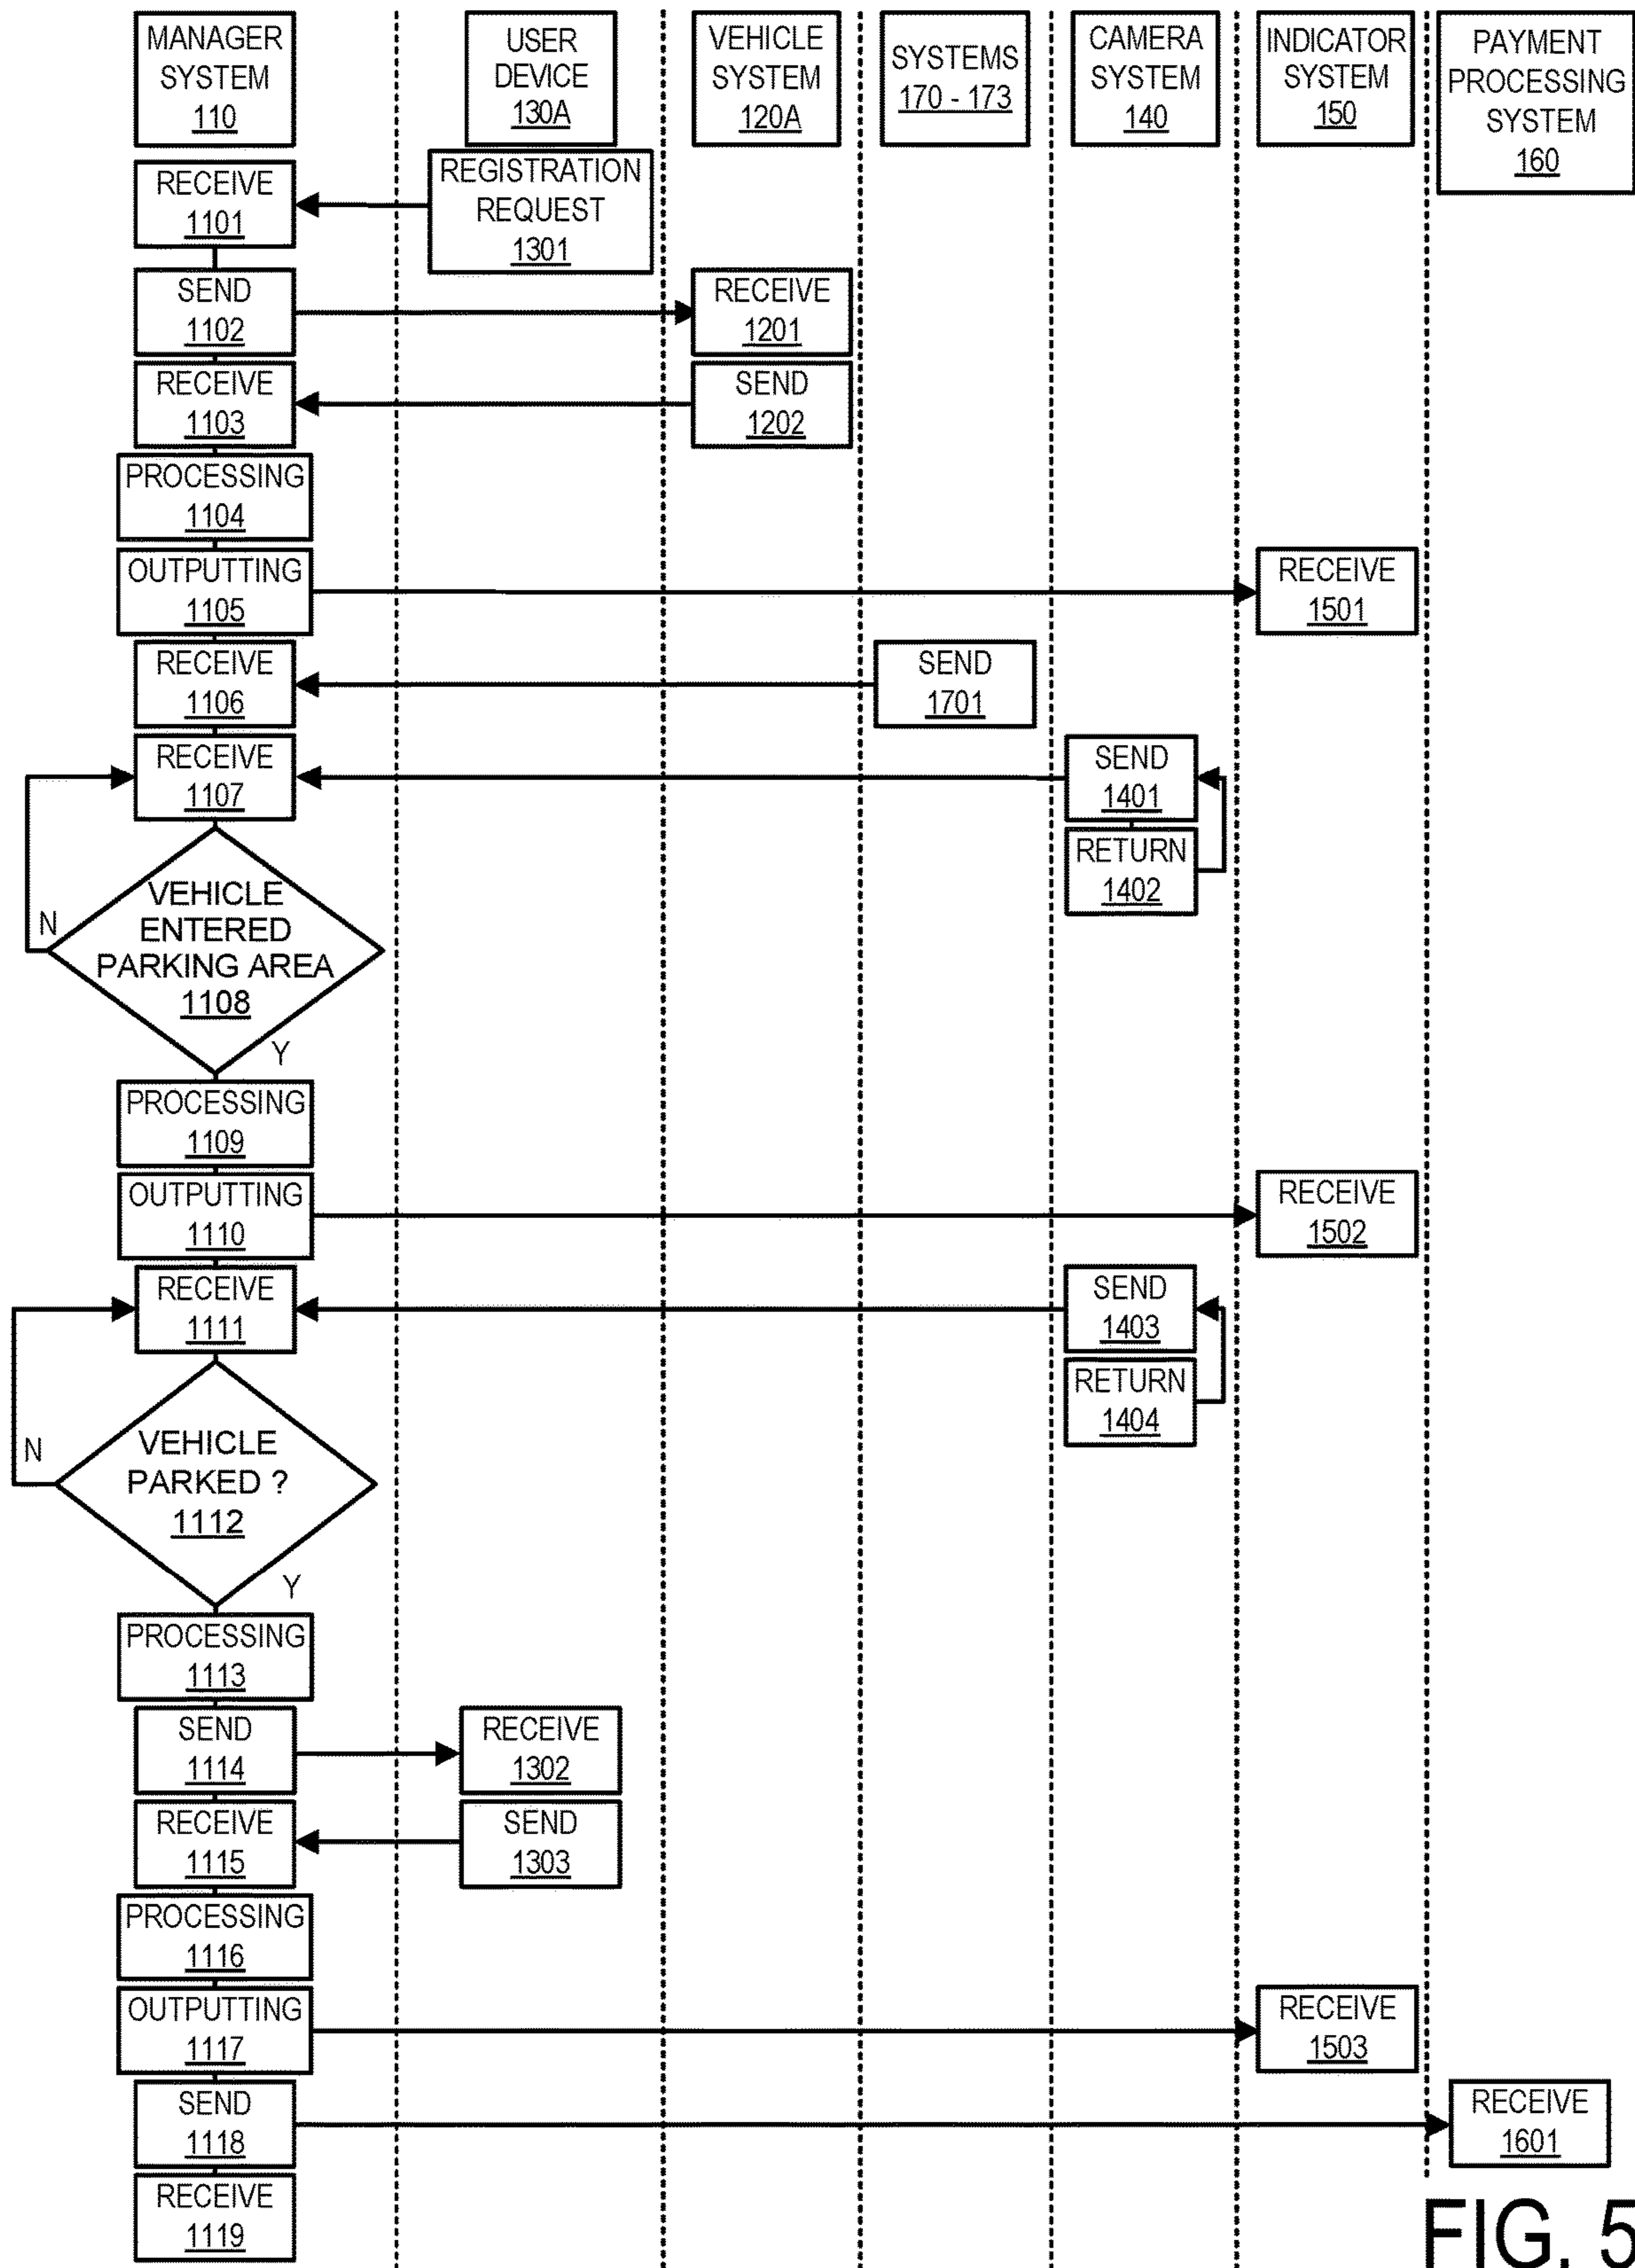 MANAGER
SYSTEM
110
USER
DEVICE
130A
VEHICLE
SYSTEM
120A
SYSTEMS
170 - 173
CAMERA
SYSTEM
140
INDICATOR
SYSTEM
150
PAYMENT
PROCESSING
SYSTEM
160
RECEIVE
1101
REGISTRATION
REQUEST
1301
SEND
1102
RECEIVE
1201
RECEIVE
1103
SEND
1202
PROCESSING
1104
OUTPUTTING
1105
RECEIVE
1501
RECEIVE
1106
SEND
1701
RECEIVE
1107
SEND
1401
RETURN
1402
VEHICLE
ENTERED
PARKING AREA
1108
N
Y
PROCESSING
1109
OUTPUTTING
1110
RECEIVE
1502
RECEIVE
1111
SEND
1403
RETURN
1404
VEHICLE
PARKED ?
1112
N
Y
PROCESSING
1113
SEND
1114
RECEIVE
1302
RECEIVE
1115
SEND
1303
PROCESSING
1116
OUTPUTTING
1117
RECEIVE
1503
SEND
1118
RECEIVE
1601
RECEIVE
1119
FIG. 5